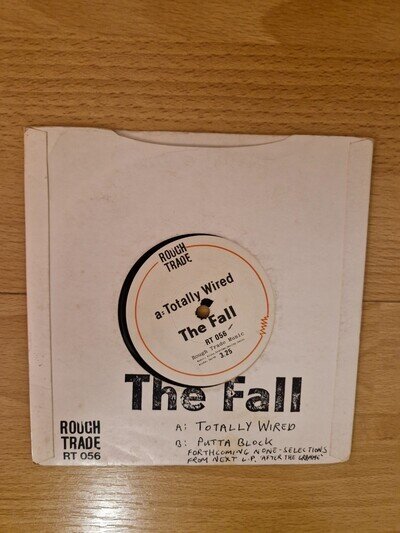 ROUGH
TRADE
a: Totally Wired
The Fall
RT 056
Rough Trade Music
3.25
The Fall
ROUGH
TRADE
RT 056
A: TOTALLY WIRED
B: PUTTA BLOCK
FORTHCOMING NONE-SELECTIONS
FROM NEXT L.P. 'AFTER THE